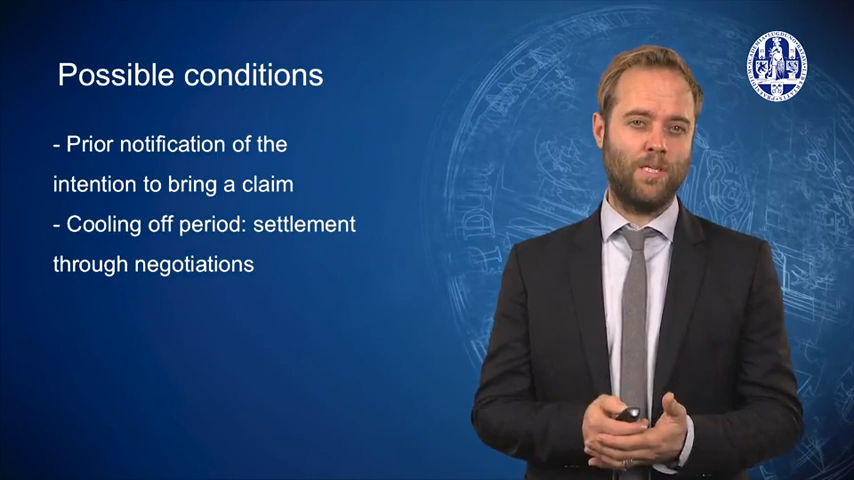 Possible conditions
- Prior notification of the
intention to bring a claim
- Cooling off period: settlement
through negotiations